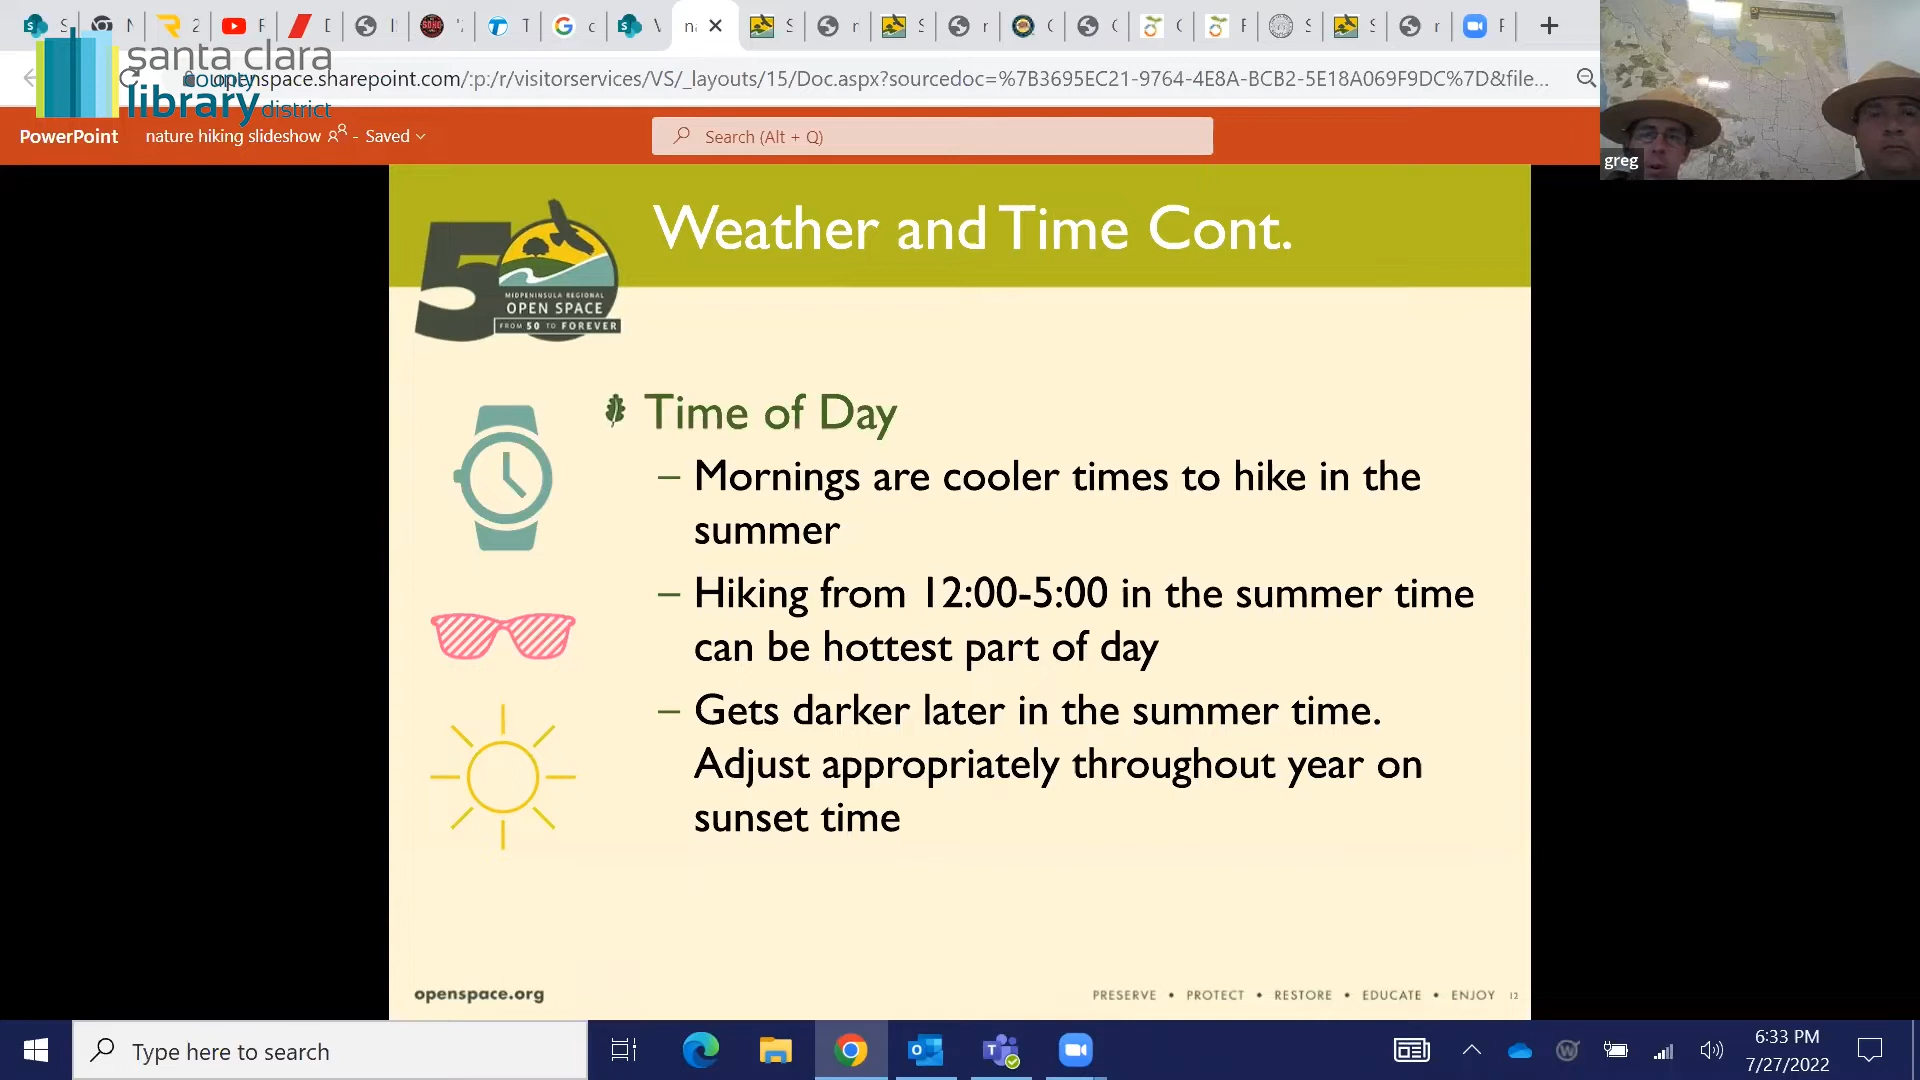 santa clara
county
library district
openspace.sharepoint.com/:p:/r/visitorservices/VS/_layouts/15/Doc.aspx?sourcedoc=%7B3695EC21-9764-4E8A-BCB2-5E18A069F9DC%7D&file...
PowerPoint
nature hiking slideshow - Saved
Search (Alt + Q)
greg
Weather and Time Cont.
50
MIDPENINSULA REGIONAL
OPEN SPACE
FROM 50 TO FOREVER
Time of Day
– Mornings are cooler times to hike in the
summer
– Hiking from 12:00-5:00 in the summer time
can be hottest part of day
– Gets darker later in the summer time.
Adjust appropriately throughout year on
sunset time
openspace.org
PRESERVE • PROTECT • RESTORE • EDUCATE • ENJOY 12
Type here to search
6:33 PM
7/27/2022